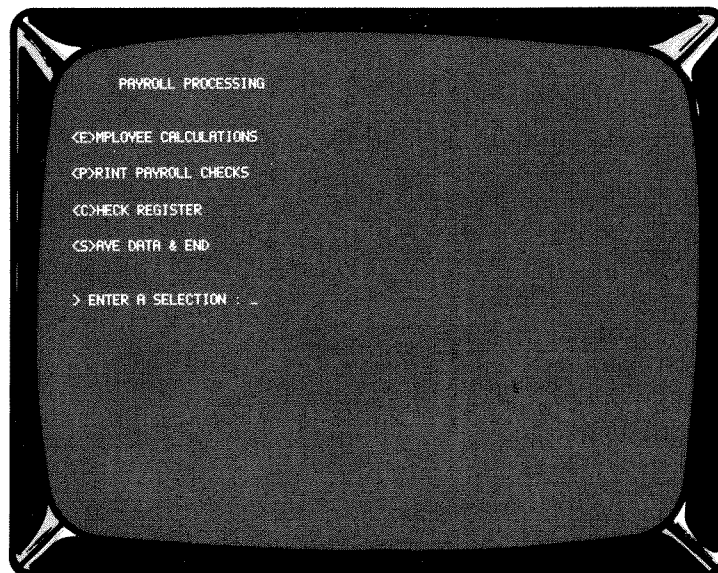 PAYROLL PROCESSING
<E>MPLOYEE CALCULATIONS
<P>RINT PAYROLL CHECKS
<C>HECK REGISTER
<S>AVE DATA & END
> ENTER A SELECTION : _